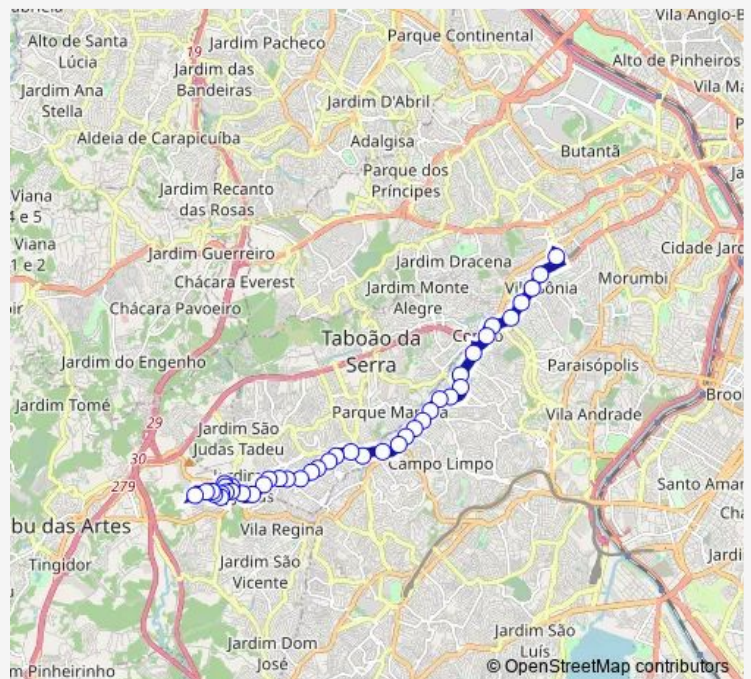 Vila Anglo-B
Parque Continental
Alto de Santa
Lúcia
19
Jardim Pacheco
Alto de Pinheiros
Jardim das
Bandeiras
Vila Ma
Jardim Ana
Stella
Jardim D'Abril
Aldeia de Carapicuíba
Adalgisa
Butantã
Parque dos
Príncipes
Viana
4 e 5
Jardim Recanto
das Rosas
Viana
1 e 2
Jardim Guerreiro
Jardim Dracena
Cidade Jard
Chácara Everest
Jardim Monte
Alegre
Morumbi
Chácara Pavoeiro
Taboão da
Serra
Jardim do Engenho
Paraisópolis
Jardim Tomé
Parque Ma
Vila Andrade
Broo
29
Jardim São
Judas Tadeu
30
279
Campo Limpo
Santo Amar
bu das Artes
Vila Regina
Tingidor
Jardim São
Vicente
Jardi
Jardim São
Luís
Jardim Dom
José
m Pinheirinho
© OpenStreetMap contributors